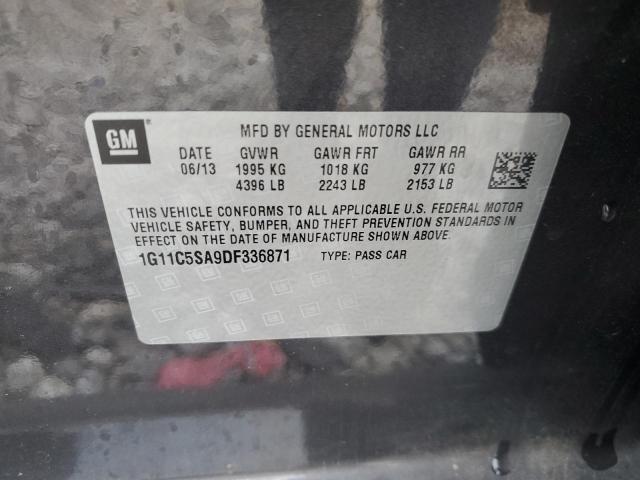 GM
MFD BY GENERAL MOTORS LLC
DATE GVWR GAWR FRT GAWR RR
06/13 1995 KG 1018 KG 977 KG
4396 LB 2243 LB 2153 LB
THIS VEHICLE CONFORMS TO ALL APPLICABLE U.S. FEDERAL MOTOR
VEHICLE SAFETY, BUMPER, AND THEFT PREVENTION STANDARDS IN
EFFECT ON THE DATE OF MANUFACTURE SHOWN ABOVE.
1G11C5SA9DF336871 TYPE: PASS CAR